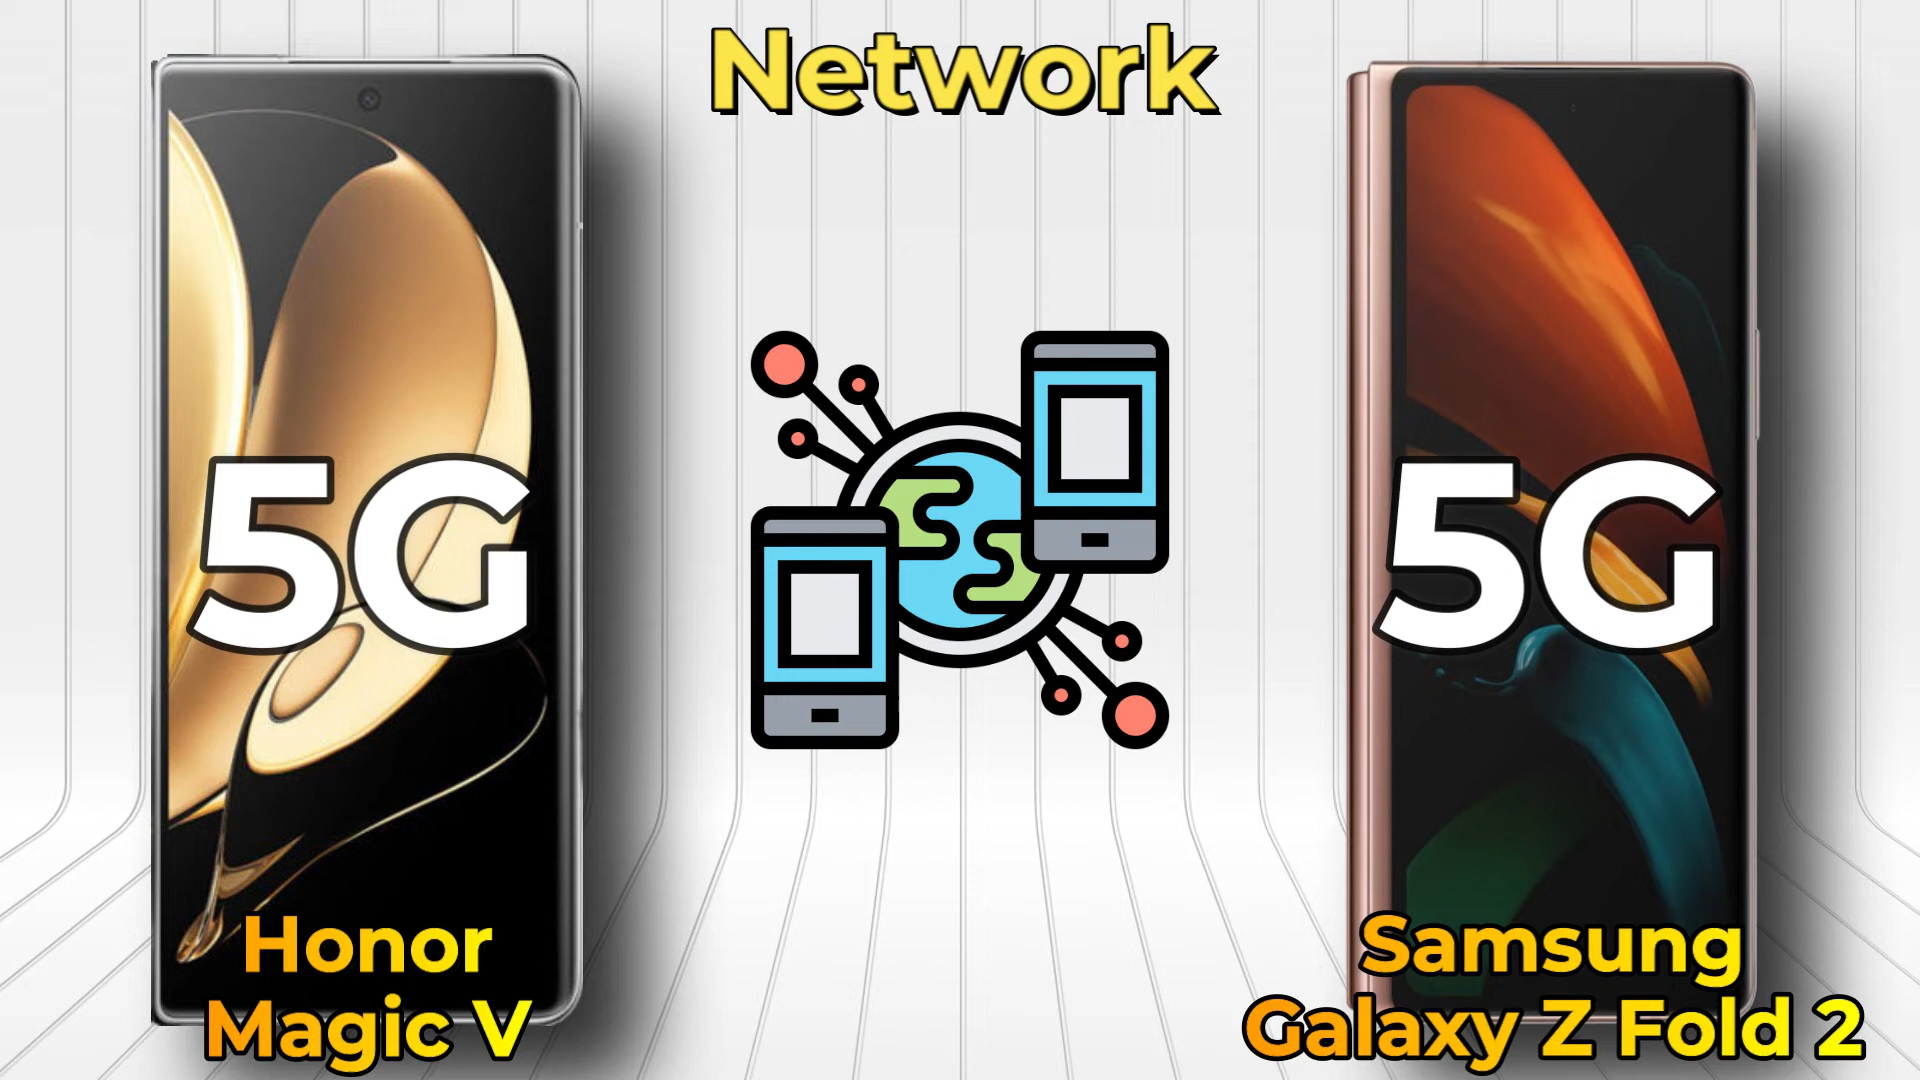 Network
5G
5G
Honor
Magic V
Samsung
Galaxy Z Fold 2